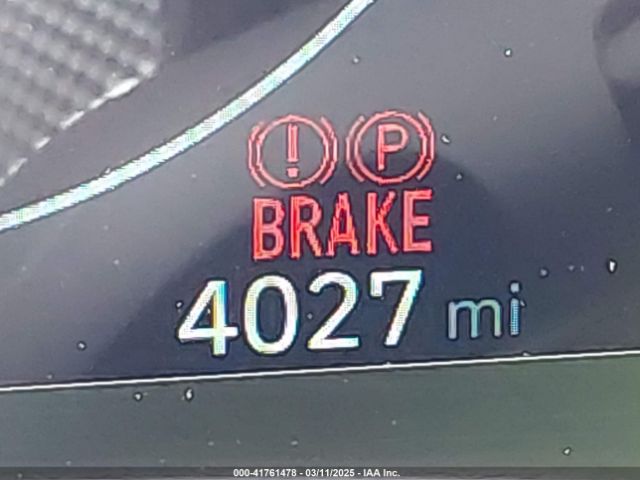 ! P
BRAKE
4027 mi
000-41761478 - 03/11/2025 - IAA Inc.